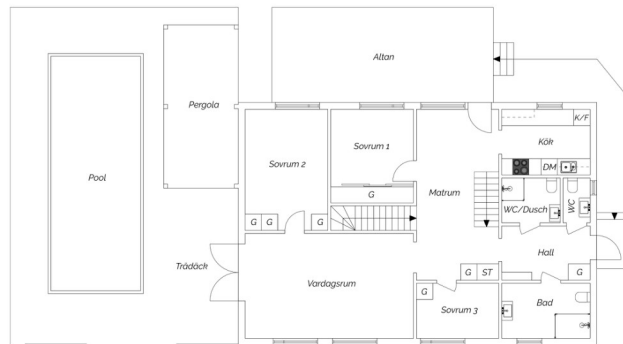 Altan
Pergola
K/F
Sovrum 1
Kök
Sovrum 2
DM
Pool
Matrum
G
WC/Dusch
WC
G
G
G
Hall
Trädäck
G
ST
G
Vardagsrum
G
Sovrum 3
Bad